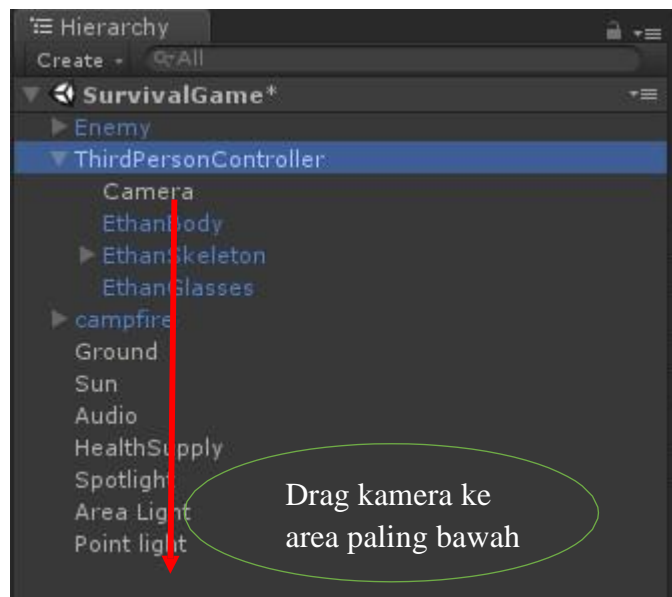 Hierarchy
Create
All
SurvivalGame*
Enemy
ThirdPersonController
Camera
EthanBody
EthanSkeleton
EthanGlasses
campfire
Ground
Sun
Audio
HealthSupply
Spotlight
Area Light
Point light
Drag kamera ke
area paling bawah